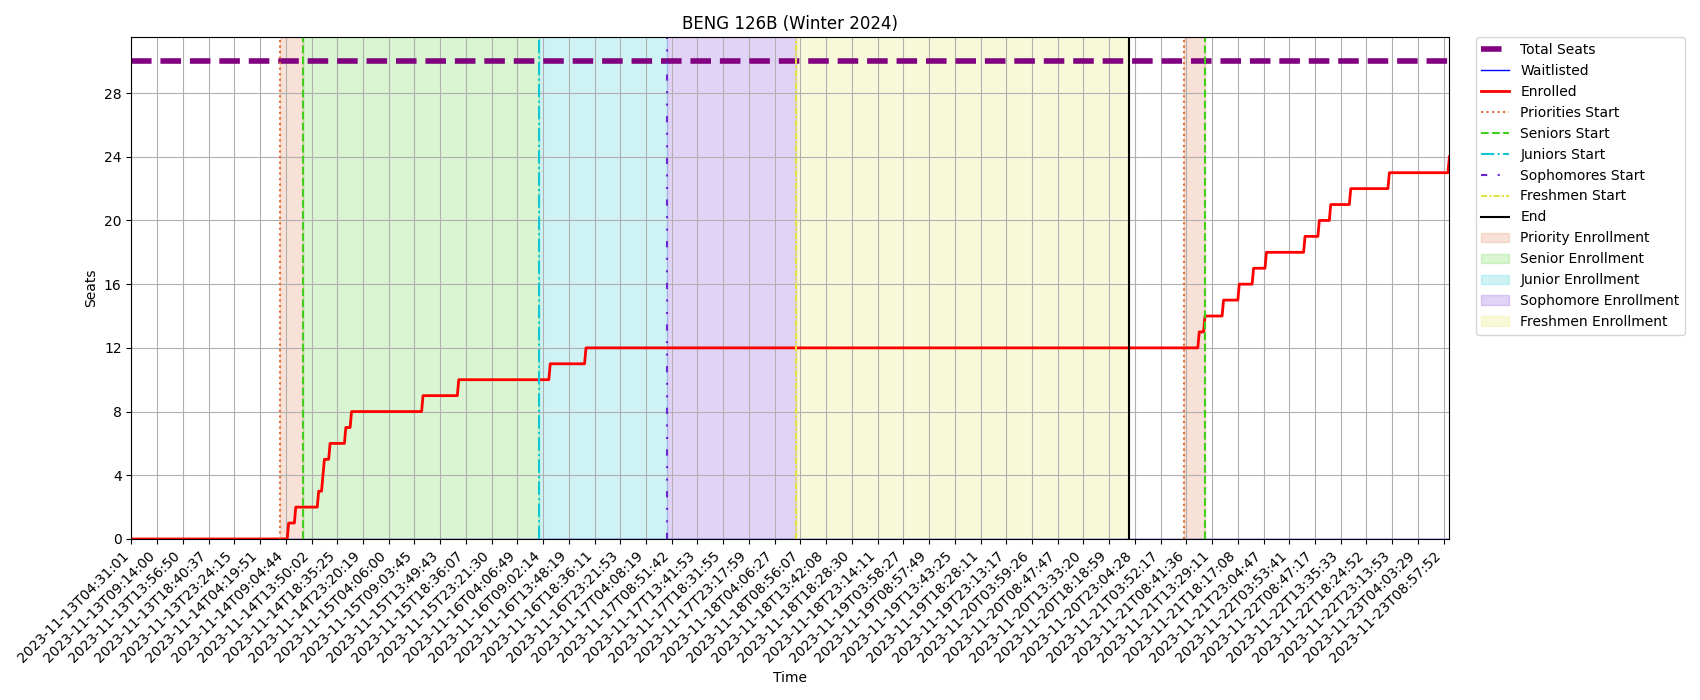 BENG 126B (Winter 2024)
Seats
28
24
20
16
12
8
4
0
2023-11-13T04:31:01
2023-11-13T09:14:00
2023-11-13T13:56:50
2023-11-13T18:40:37
2023-11-13T23:24:15
2023-11-14T04:19:51
2023-11-14T09:04:44
2023-11-14T13:50:02
2023-11-14T18:35:25
2023-11-14T23:20:19
2023-11-15T04:06:00
2023-11-15T09:03:45
2023-11-15T13:49:43
2023-11-15T18:36:07
2023-11-15T23:21:30
2023-11-16T04:06:49
2023-11-16T09:02:14
2023-11-16T13:48:19
2023-11-16T18:36:11
2023-11-16T23:21:53
2023-11-17T04:08:19
2023-11-17T08:51:42
2023-11-17T13:41:53
2023-11-17T18:31:55
2023-11-17T23:17:59
2023-11-18T04:06:27
2023-11-18T08:56:07
2023-11-18T13:42:08
2023-11-18T18:28:30
2023-11-18T23:14:11
2023-11-19T03:58:27
2023-11-19T08:57:49
2023-11-19T13:43:25
2023-11-19T18:28:11
2023-11-19T23:13:17
2023-11-20T03:59:26
2023-11-20T08:47:47
2023-11-20T13:33:20
2023-11-20T18:18:59
2023-11-20T23:04:28
2023-11-21T03:52:17
2023-11-21T08:41:36
2023-11-21T13:29:11
2023-11-21T18:17:08
2023-11-21T23:04:47
2023-11-22T03:53:41
2023-11-22T08:47:17
2023-11-22T13:35:33
2023-11-22T18:24:52
2023-11-22T23:13:53
2023-11-23T04:03:29
2023-11-23T08:57:52
Time
Total Seats
Waitlisted
Enrolled
Priorities Start
Seniors Start
Juniors Start
Sophomores Start
Freshmen Start
End
Priority Enrollment
Senior Enrollment
Junior Enrollment
Sophomore Enrollment
Freshmen Enrollment